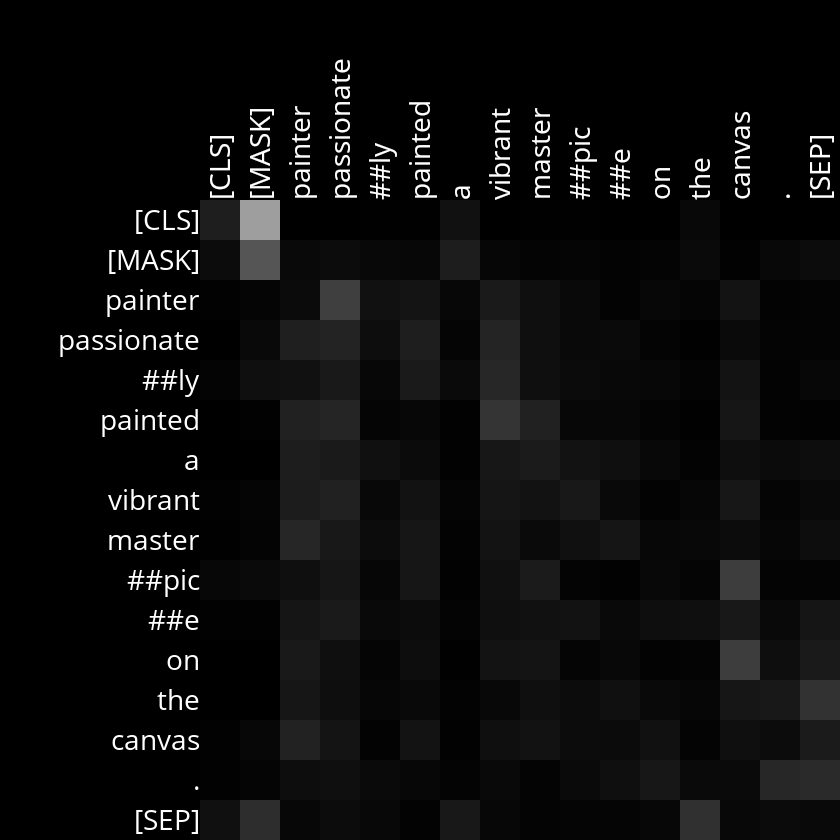 [CLS] [MASK] painter passionate ##ly painted a vibrant master ##pic ##e on the canvas . [SEP]
[CLS]
[MASK]
painter
passionate
##ly
painted
a
vibrant
master
##pic
##e
on
the
canvas
.
[SEP]